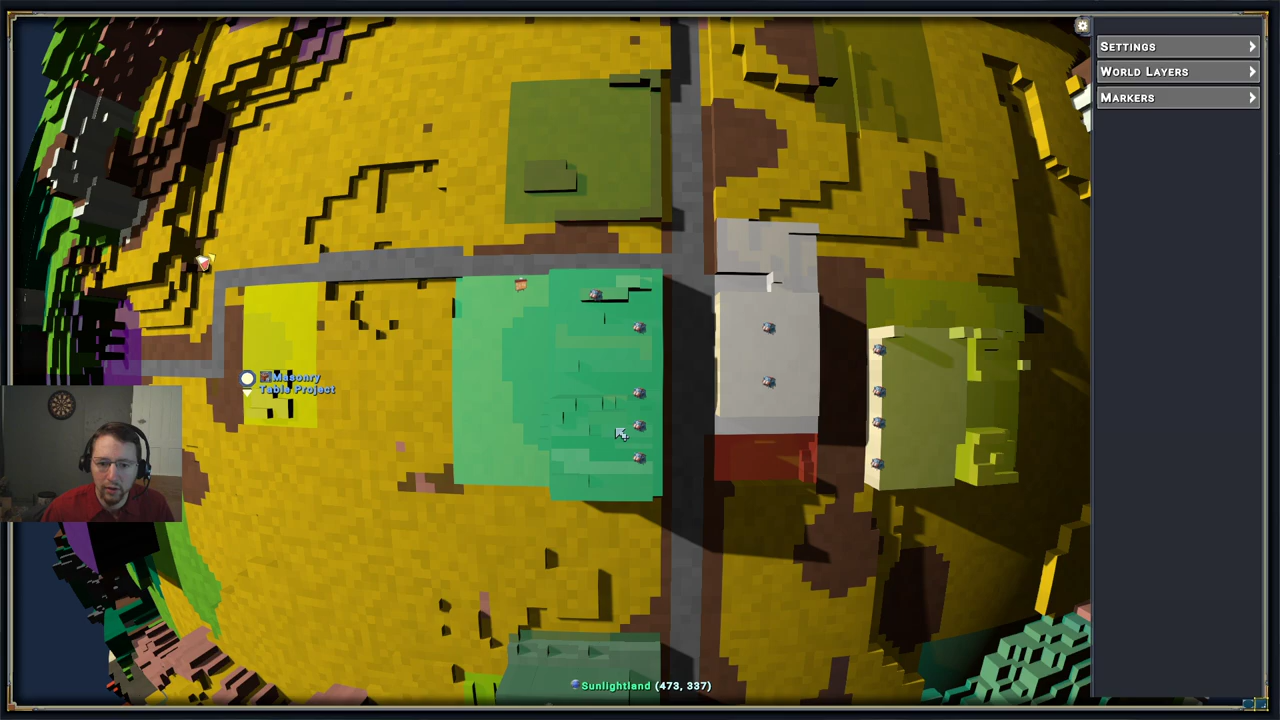 SETTINGS
WORLD LAYERS
MARKERS
Masonry
Table Project
Sunlightland (473, 337)